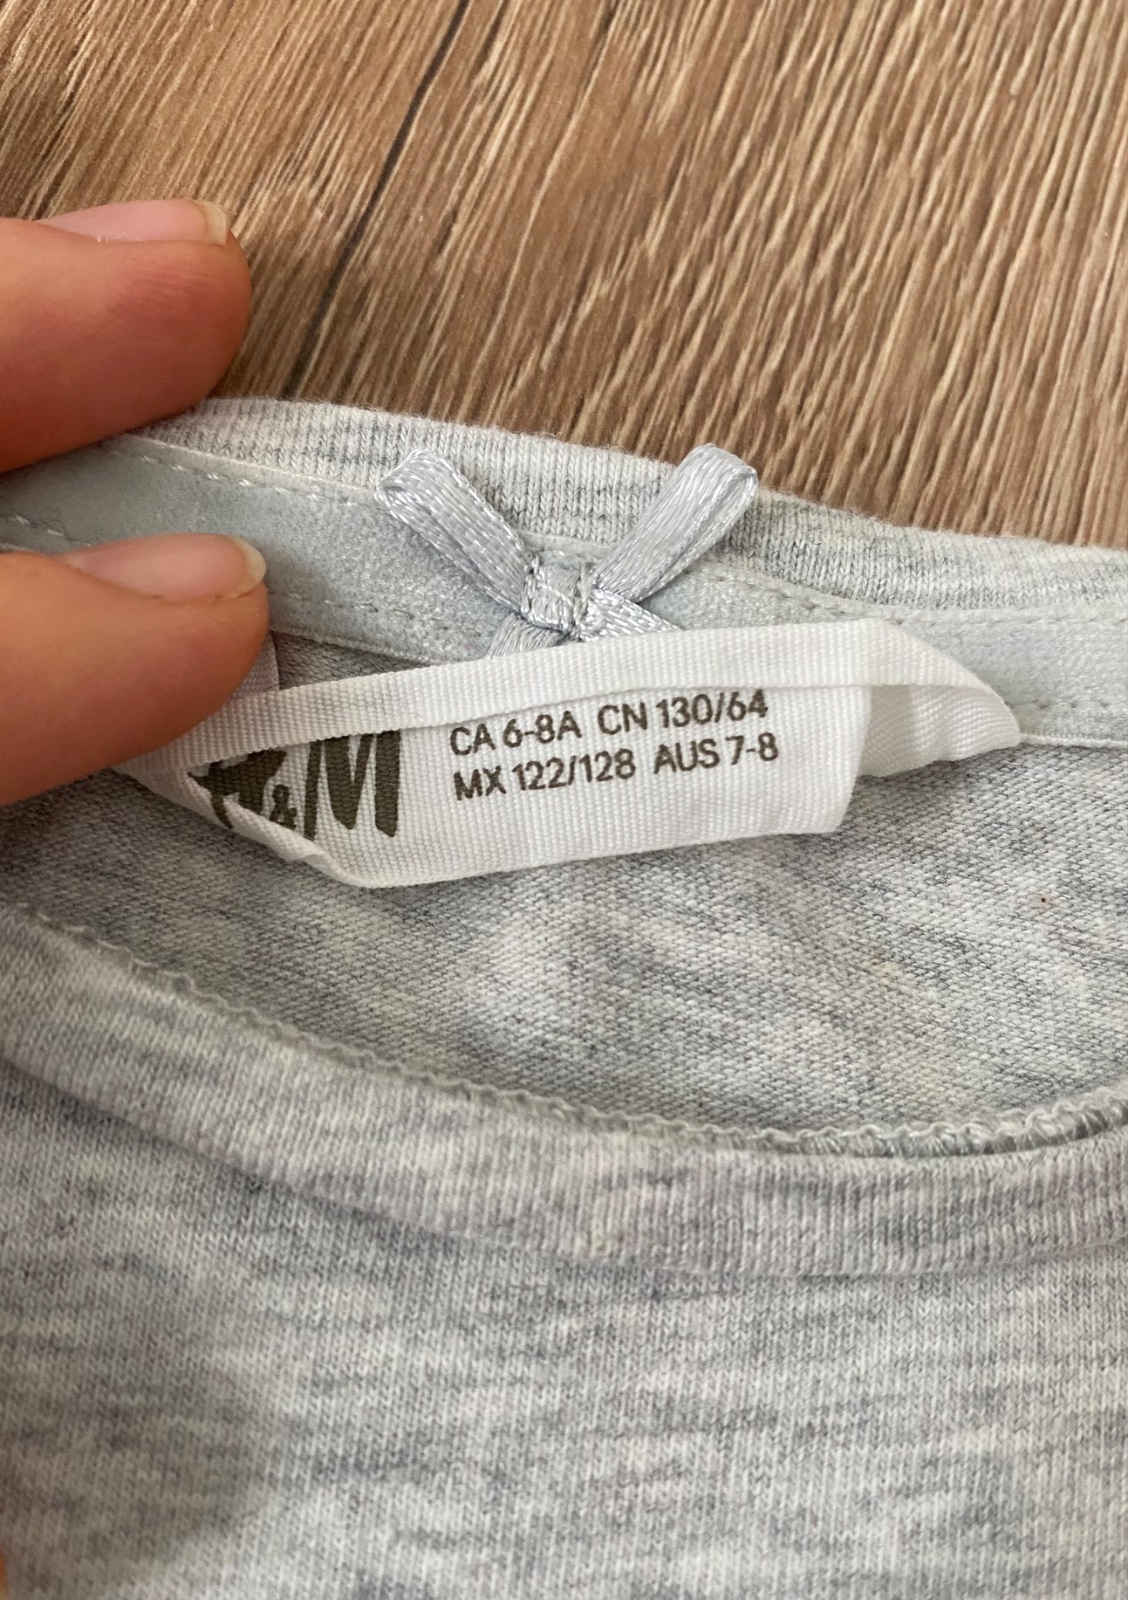 H&M
CA 6-8A CN 130/64
MX 122/128 AUS 7-8